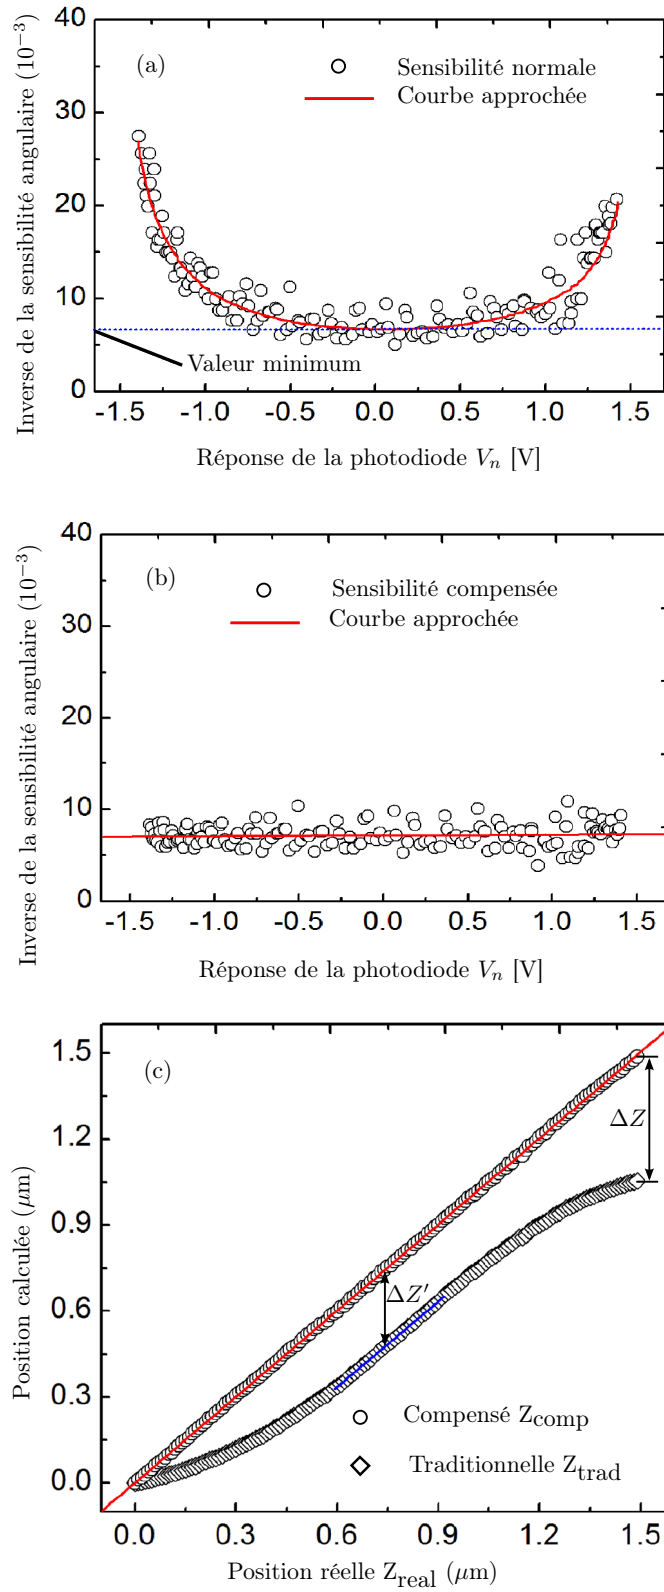 40
30
20
10
0
Inverse de la sensibilité angulaire (10⁻³)
(a)
Sensibilité normale
Courbe approchée
Valeur minimum
-1.5 -1.0 -0.5 0.0 0.5 1.0 1.5
Réponse de la photodiode Vₙ [V]
40
30
20
10
0
Inverse de la sensibilité angulaire (10⁻³)
(b)
Sensibilité compensée
Courbe approchée
-1.5 -1.0 -0.5 0.0 0.5 1.0 1.5
Réponse de la photodiode Vₙ [V]
1.5
1.2
0.9
0.6
0.3
0.0
Position calculée (μm)
(c)
ΔZ
ΔZ′
Compensé Z_comp
Traditionnelle Z_trad
0.0 0.3 0.6 0.9 1.2 1.5
Position réelle Z_real (μm)